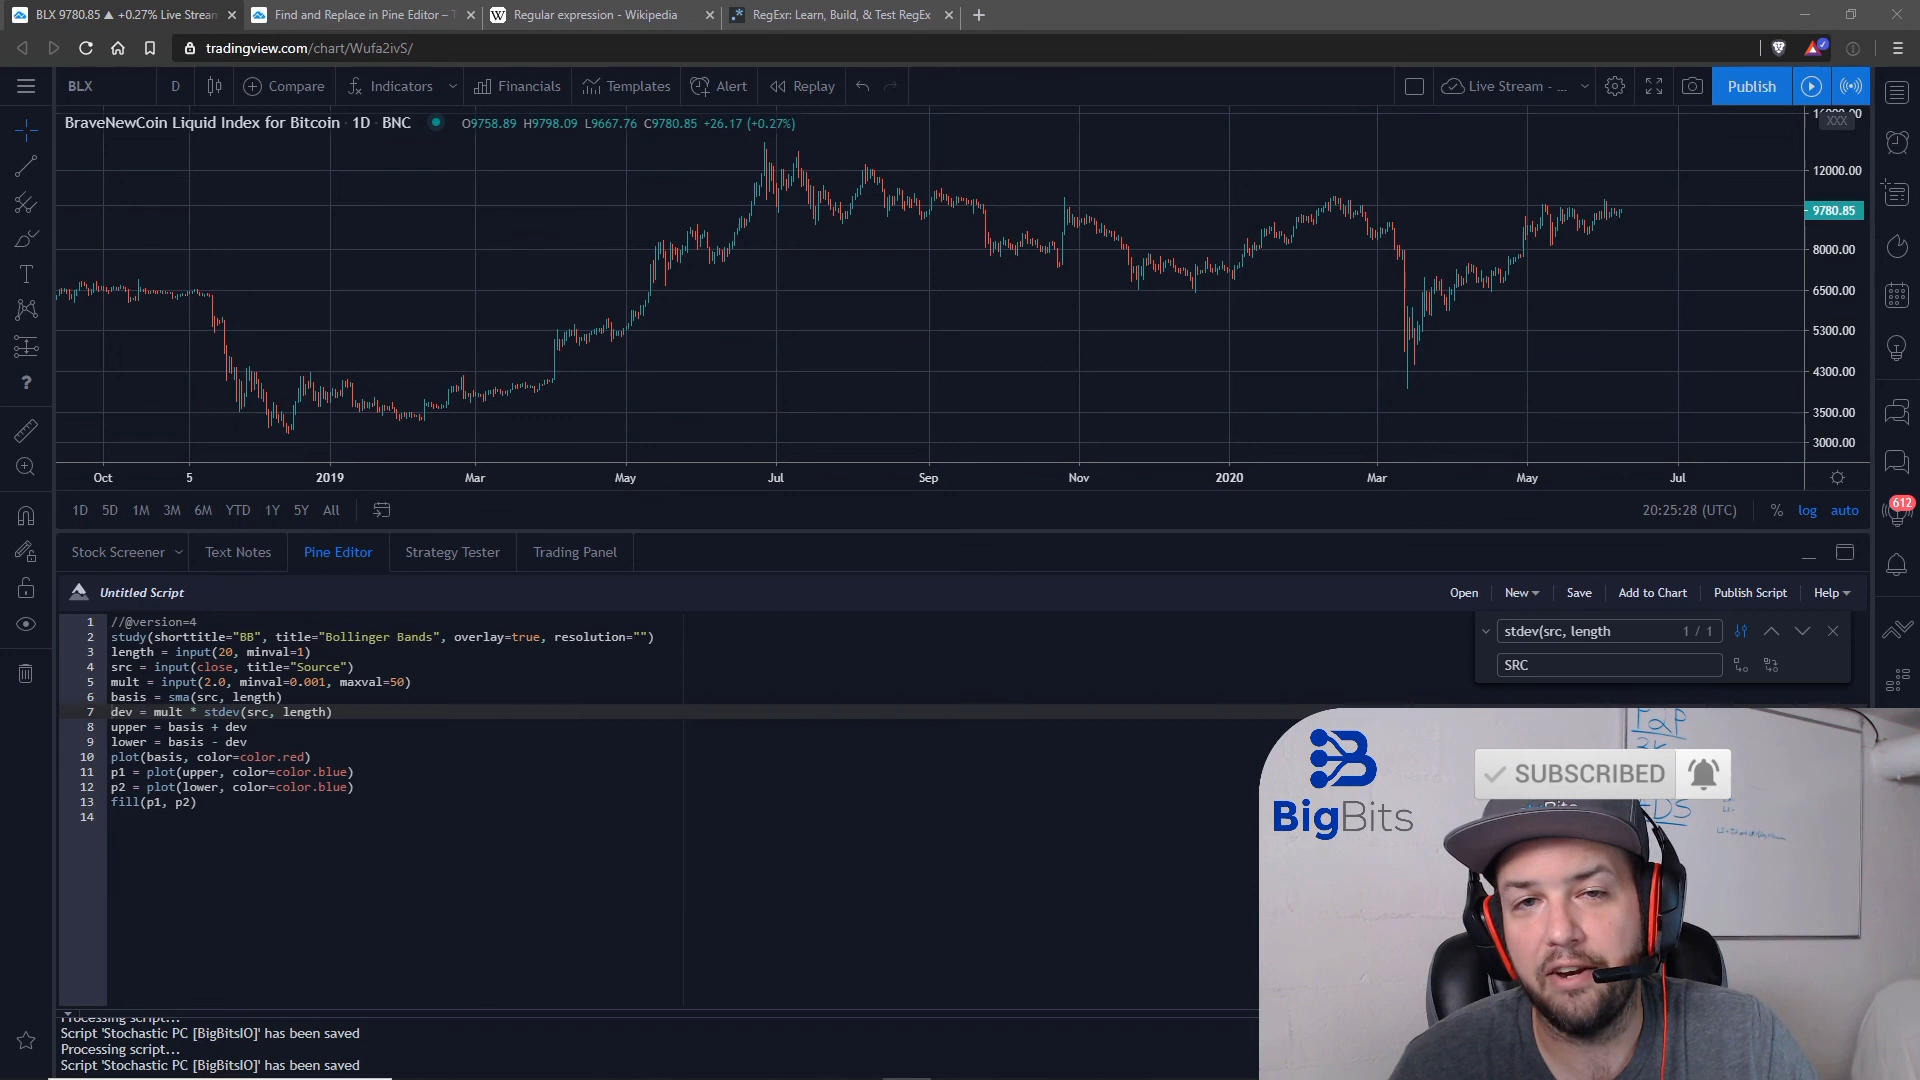 BLX 9780.85 ▲ +0.27% Live Stream
Find and Replace in Pine Editor – T
Regular expression - Wikipedia
RegExr: Learn, Build, & Test RegEx
tradingview.com/chart/Wufa2ivS/
BLX
D
Compare
Indicators
Financials
Templates
Alert
Replay
Live Stream - ...
Publish
BraveNewCoin Liquid Index for Bitcoin · 1D · BNC
O9758.89 H9798.09 L9667.76 C9780.85 +26.17 (+0.27%)
XXX
12000.00
9780.85
8000.00
6500.00
5300.00
4300.00
3500.00
3000.00
Oct
5
2019
Mar
May
Jul
Sep
Nov
2020
Mar
May
Jul
1D 5D 1M 3M 6M YTD 1Y 5Y All
20:25:28 (UTC)
%
log
auto
612
Stock Screener
Text Notes
Pine Editor
Strategy Tester
Trading Panel
Untitled Script
Open
New
Save
Add to Chart
Publish Script
Help
1 //@version=4
2 study(shorttitle="BB", title="Bollinger Bands", overlay=true, resolution="")
3 length = input(20, minval=1)
4 src = input(close, title="Source")
5 mult = input(2.0, minval=0.001, maxval=50)
6 basis = sma(src, length)
7 dev = mult * stdev(src, length)
8 upper = basis + dev
9 lower = basis - dev
10 plot(basis, color=color.red)
11 p1 = plot(upper, color=color.blue)
12 p2 = plot(lower, color=color.blue)
13 fill(p1, p2)
14
stdev(src, length
1 / 1
SRC
P2P
SUBSCRIBED
BigBits
Processing script...
Script 'Stochastic PC [BigBitsIO]' has been saved
Processing script...
Script 'Stochastic PC [BigBitsIO]' has been saved